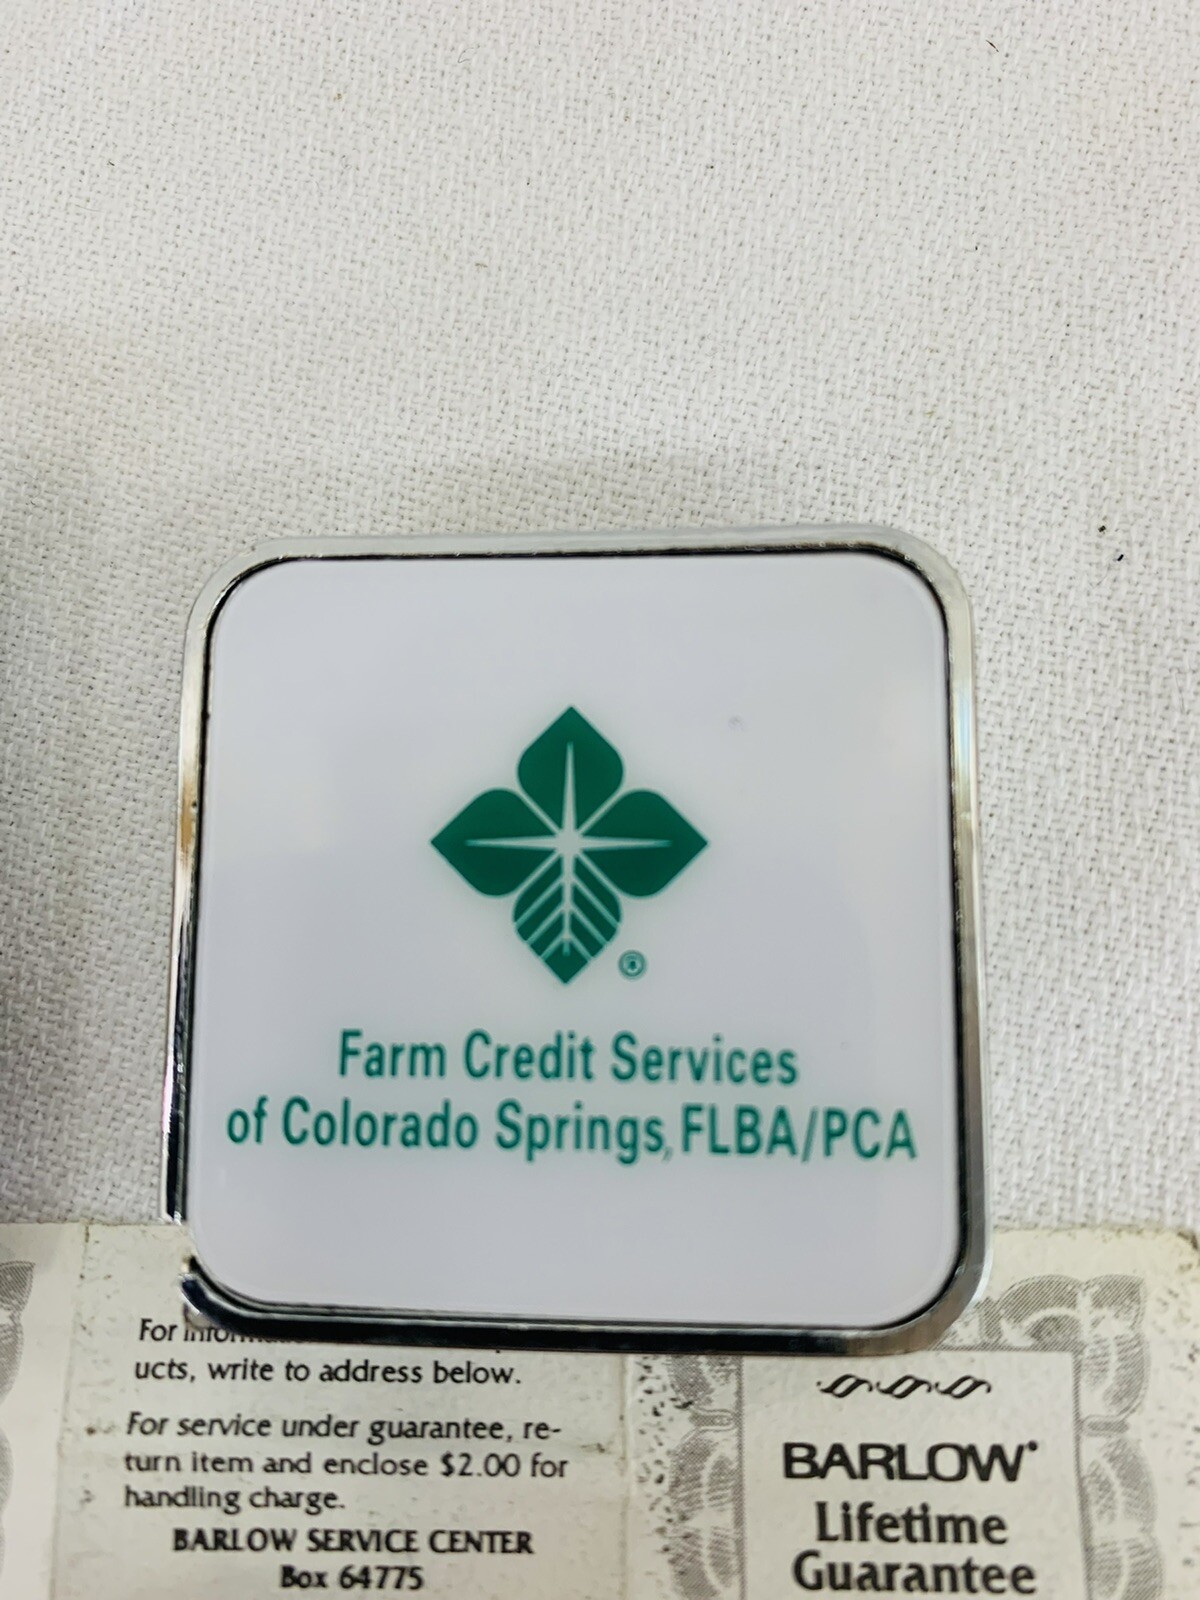 ®
Farm Credit Services
of Colorado Springs, FLBA/PCA
For
ucts, write to address below.
For service under guarantee, re-
turn item and enclose $2.00 for
handling charge.
BARLOW SERVICE CENTER
Box 64775
BARLOW®
Lifetime
Guarantee